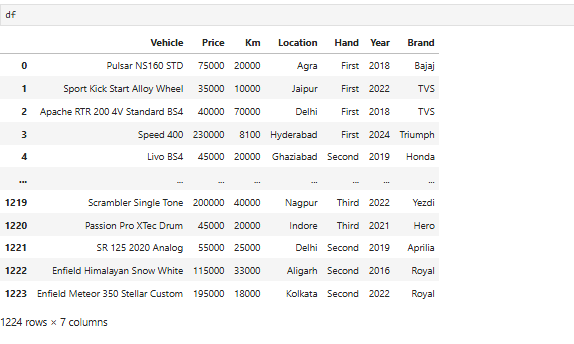 df
Vehicle Price Km Location Hand Year Brand
0 Pulsar NS160 STD 75000 20000 Agra First 2018 Bajaj
1 Sport Kick Start Alloy Wheel 35000 10000 Jaipur First 2022 TVS
2 Apache RTR 200 4V Standard BS4 40000 70000 Delhi First 2018 TVS
3 Speed 400 230000 8100 Hyderabad First 2024 Triumph
4 Livo BS4 45000 20000 Ghaziabad Second 2019 Honda
... ... ... ... ... ... ... ...
1219 Scrambler Single Tone 200000 40000 Nagpur Third 2022 Yezdi
1220 Passion Pro XTec Drum 45000 20000 Indore Third 2021 Hero
1221 SR 125 2020 Analog 55000 25000 Delhi Second 2019 Aprilia
1222 Enfield Himalayan Snow White 115000 33000 Aligarh Second 2016 Royal
1223 Enfield Meteor 350 Stellar Custom 195000 18000 Kolkata Second 2022 Royal
1224 rows × 7 columns